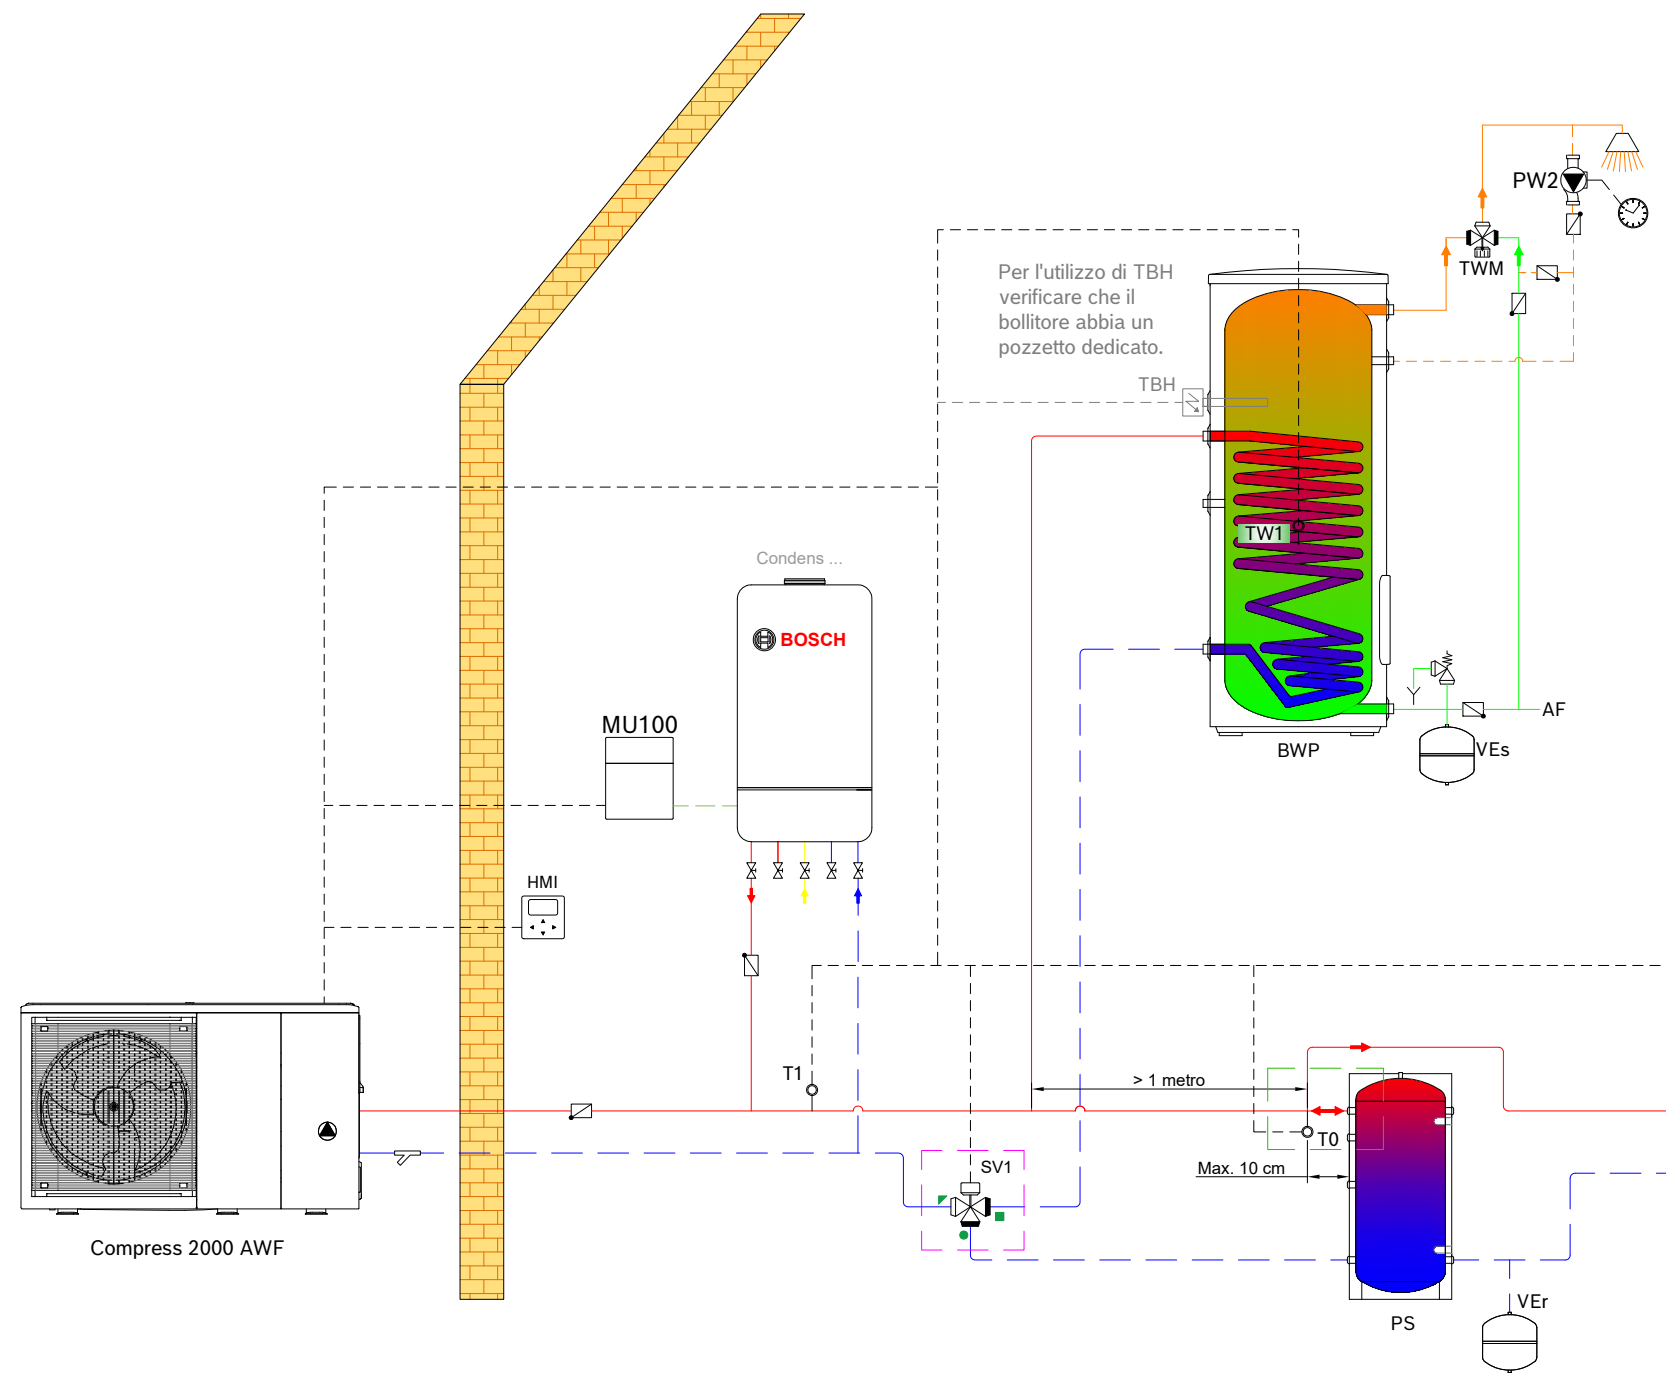 PW2
TWM
Per l'utilizzo di TBH
verificare che il
bollitore abbia un
pozzetto dedicato.
TBH
TW1
Condens ...
BOSCH
MU100
AF
BWP
VEs
HMI
T1
> 1 metro
T0
SV1
Max. 10 cm
Compress 2000 AWF
VEr
PS